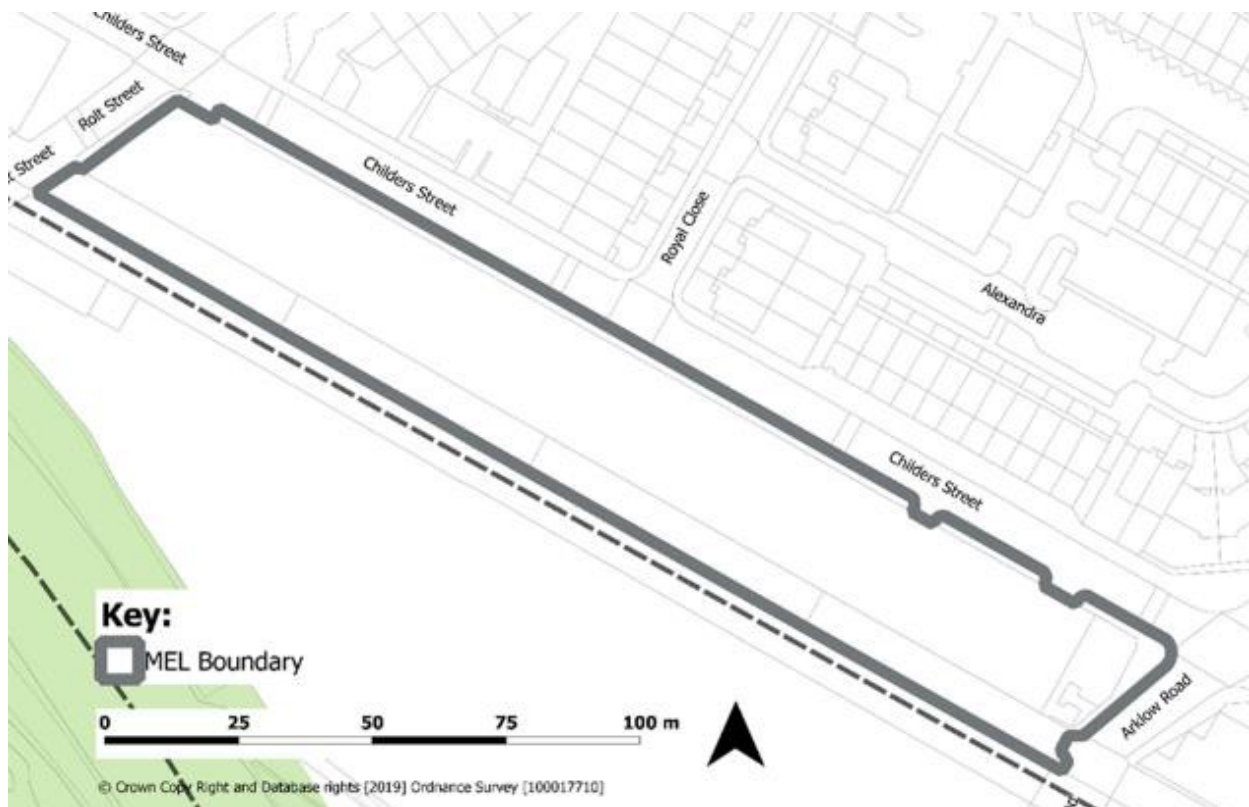 Childers Street
Rolt Street
Street
Childers Street
Royal Close
Alexandra
Childers Street
Arklow Road
Key:
MEL Boundary
0 25 50 75 100 m
© Crown Copy Right and Database rights [2019] Ordnance Survey [100017710]